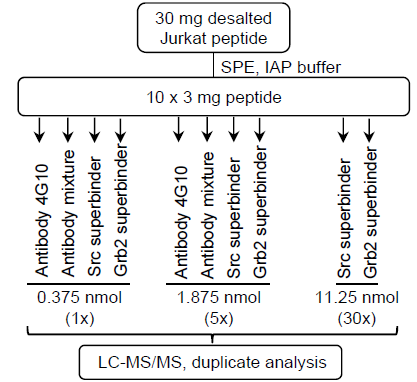 30 mg desalted
Jurkat peptide
SPE, IAP buffer
10 x 3 mg peptide
Antibody 4G10
Antibody mixture
Src superbinder
Grb2 superbinder
Antibody 4G10
Antibody mixture
Src superbinder
Grb2 superbinder
Src superbinder
Grb2 superbinder
0.375 nmol
(1x)
1.875 nmol
(5x)
11.25 nmol
(30x)
LC-MS/MS, duplicate analysis